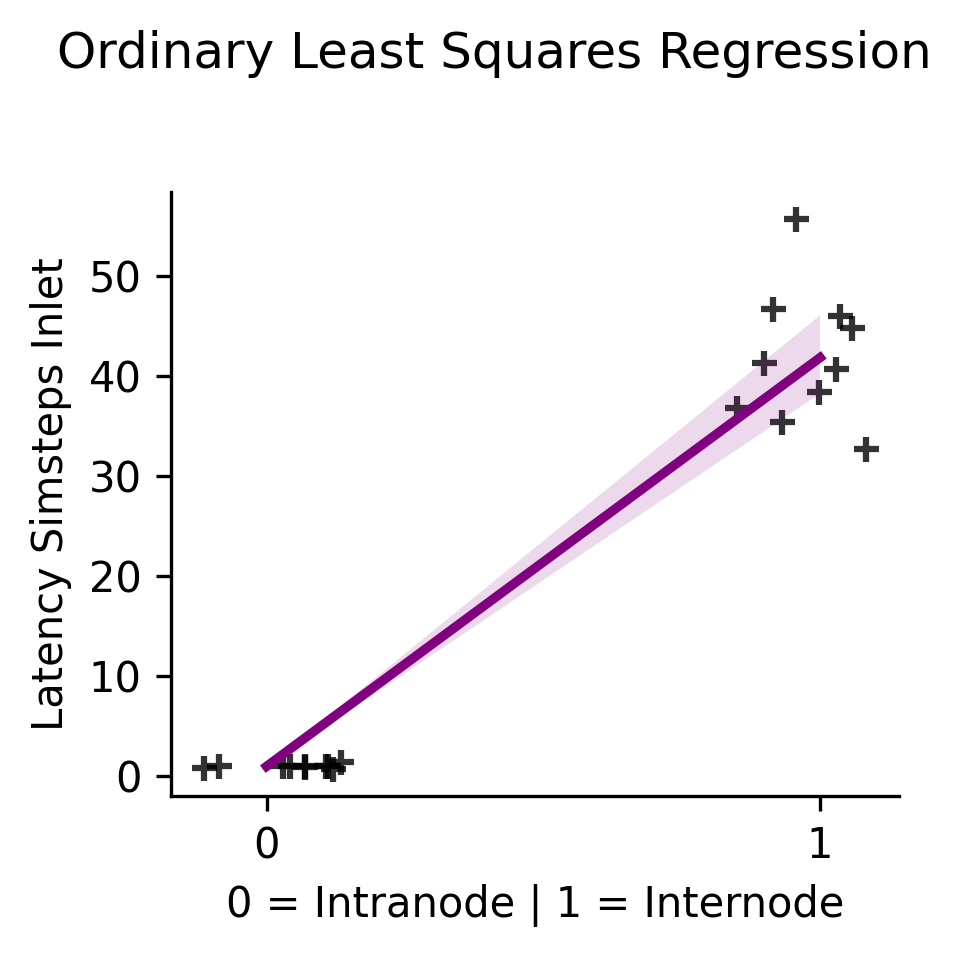 Ordinary Least Squares Regression
Latency Simsteps Inlet
50
40
30
20
10
0
0
1
0 = Intranode | 1 = Internode